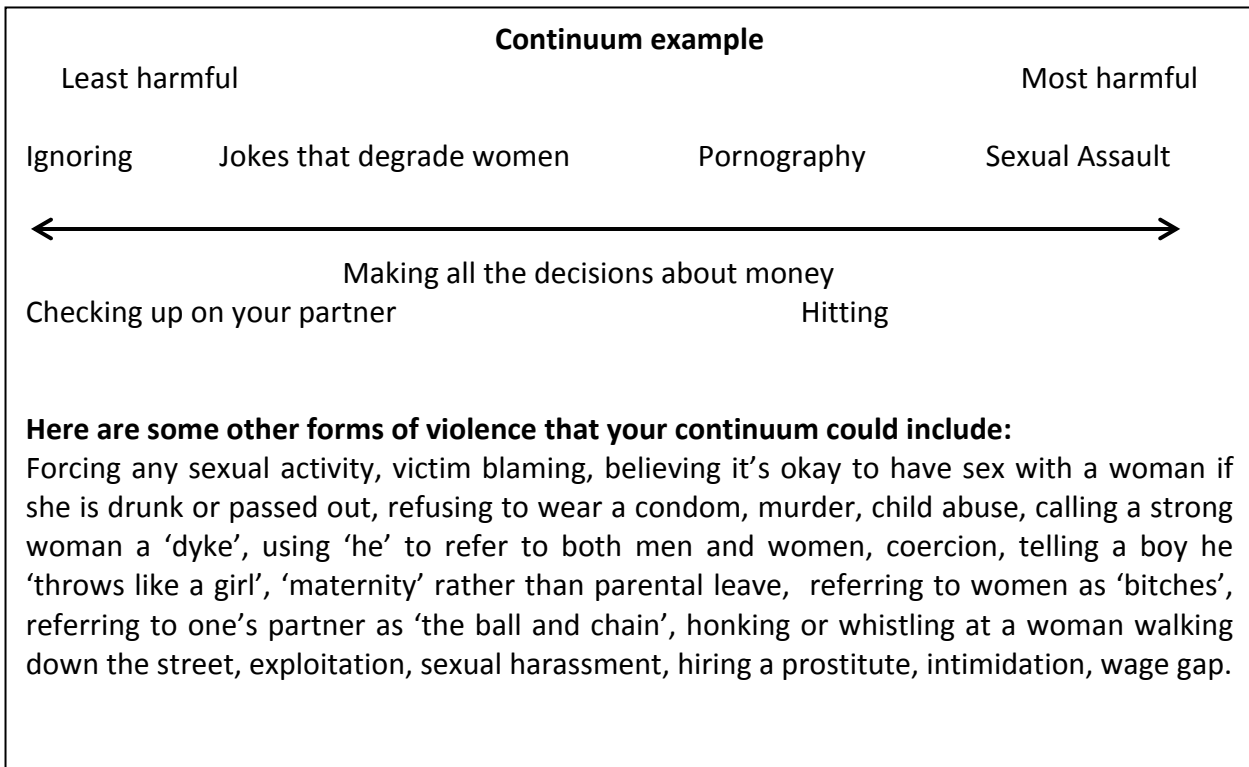 Continuum example
Least harmful Most harmful
Ignoring Jokes that degrade women Pornography Sexual Assault
Making all the decisions about money
Checking up on your partner Hitting
Here are some other forms of violence that your continuum could include:
Forcing any sexual activity, victim blaming, believing it’s okay to have sex with a woman if
she is drunk or passed out, refusing to wear a condom, murder, child abuse, calling a strong
woman a ‘dyke’, using ‘he’ to refer to both men and women, coercion, telling a boy he
‘throws like a girl’, ‘maternity’ rather than parental leave, referring to women as ‘bitches’,
referring to one’s partner as ‘the ball and chain’, honking or whistling at a woman walking
down the street, exploitation, sexual harassment, hiring a prostitute, intimidation, wage gap.